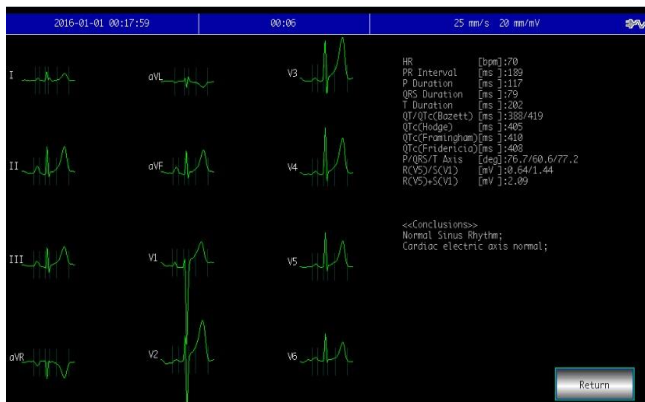 2016-01-01 00:17:59
00:06
25 mm/s 20 mm/mV
I
II
III
aVR
aVL
aVF
V1
V2
V3
V4
V5
V6
HR [bpm]:70
PR Interval [ms ]:189
P Duration [ms ]:117
QRS Duration [ms ]:79
T Duration [ms ]:202
QT/QTc(Bazett) [ms ]:388/419
QTc(Hodge) [ms ]:405
QTc(Framingham)[ms ]:410
QTc(Fridericia)[ms ]:408
P/QRS/T Axis [deg]:76.7/60.6/77.2
R(V5)/S(V1) [mV ]:0.64/1.44
R(V5)+S(V1) [mV ]:2.09
<<Conclusions>>
Normal Sinus Rhythm;
Cardiac electric axis normal;
Return